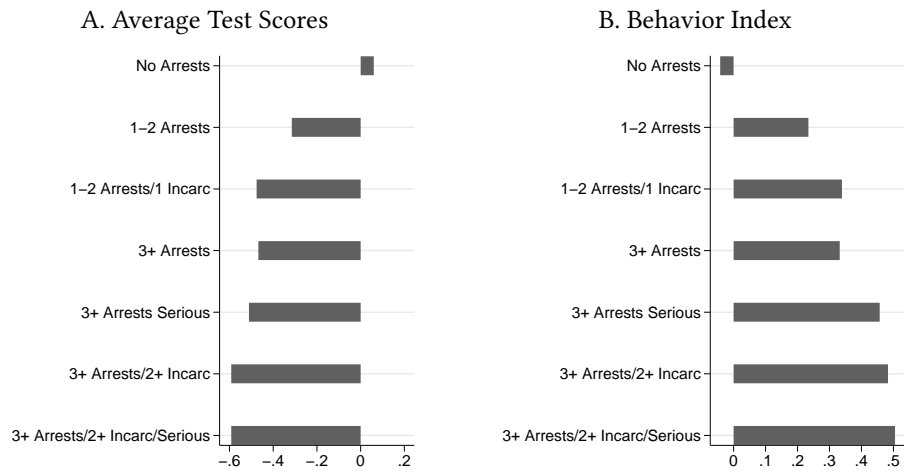 A. Average Test Scores
No Arrests
1−2 Arrests
1−2 Arrests/1 Incarc
3+ Arrests
3+ Arrests Serious
3+ Arrests/2+ Incarc
3+ Arrests/2+ Incarc/Serious
−.6 −.4 −.2 0 .2
B. Behavior Index
No Arrests
1−2 Arrests
1−2 Arrests/1 Incarc
3+ Arrests
3+ Arrests Serious
3+ Arrests/2+ Incarc
3+ Arrests/2+ Incarc/Serious
0 .1 .2 .3 .4 .5